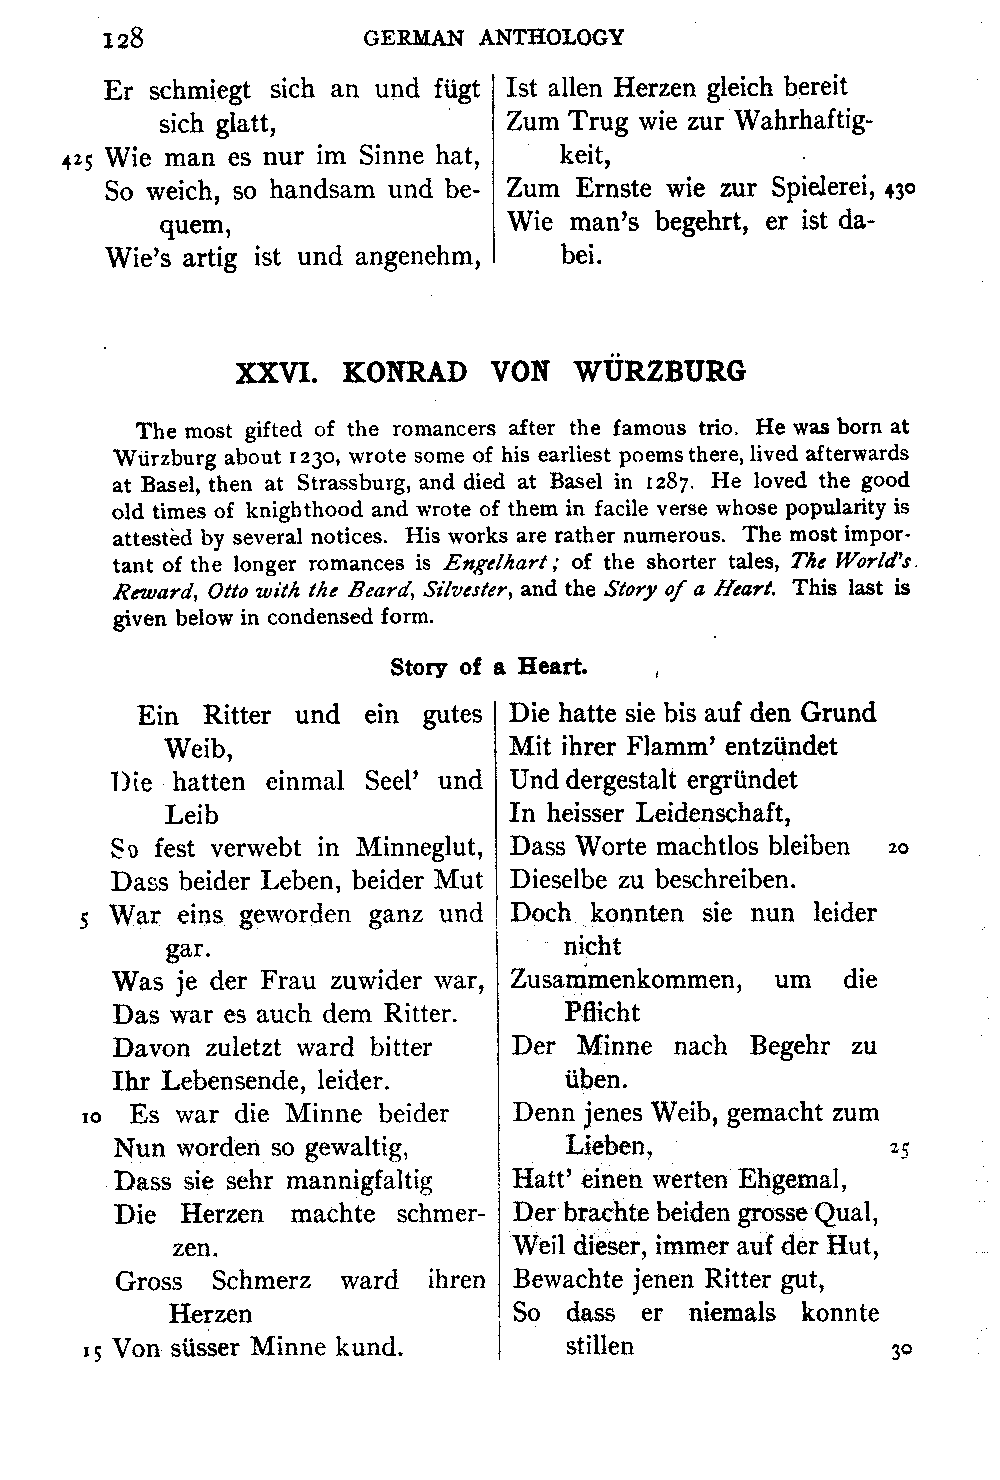 128 GERMAN ANTHOLOGY
Er schmiegt sich an und fügt
sich glatt,
425 Wie man es nur im Sinne hat,
So weich, so handsam und be-
quem,
Wie's artig ist und angenehm,
Ist allen Herzen gleich bereit
Zum Trug wie zur Wahrhaftig-
keit,
Zum Ernste wie zur Spielerei, 430
Wie man's begehrt, er ist da-
bei.
XXVI. KONRAD VON WÜRZBURG
The most gifted of the romancers after the famous trio. He was born at
Würzburg about 1230, wrote some of his earliest poems there, lived afterwards
at Basel, then at Strassburg, and died at Basel in 1287. He loved the good
old times of knighthood and wrote of them in facile verse whose popularity is
attested by several notices. His works are rather numerous. The most impor-
tant of the longer romances is Engelhart; of the shorter tales, The World's
Reward, Otto with the Beard, Silvester, and the Story of a Heart. This last is
given below in condensed form.
Story of a Heart.
Ein Ritter und ein gutes
Weib,
Die hatten einmal Seel' und
Leib
So fest verwebt in Minneglut,
Dass beider Leben, beider Mut
5 War eins geworden ganz und
gar.
Was je der Frau zuwider war,
Das war es auch dem Ritter.
Davon zuletzt ward bitter
Ihr Lebensende, leider.
10 Es war die Minne beider
Nun worden so gewaltig,
Dass sie sehr mannigfaltig
Die Herzen machte schmer-
zen.
Gross Schmerz ward ihren
Herzen
15 Von süsser Minne kund.
Die hatte sie bis auf den Grund
Mit ihrer Flamm' entzündet
Und dergestalt ergründet
In heisser Leidenschaft,
Dass Worte machtlos bleiben 20
Dieselbe zu beschreiben.
Doch konnten sie nun leider
nicht
Zusammenkommen, um die
Pflicht
Der Minne nach Begehr zu
üben.
Denn jenes Weib, gemacht zum
Lieben, 25
Hatt' einen werten Ehgemal,
Der brachte beiden grosse Qual,
Weil dieser, immer auf der Hut,
Bewachte jenen Ritter gut,
So dass er niemals konnte
stillen 30